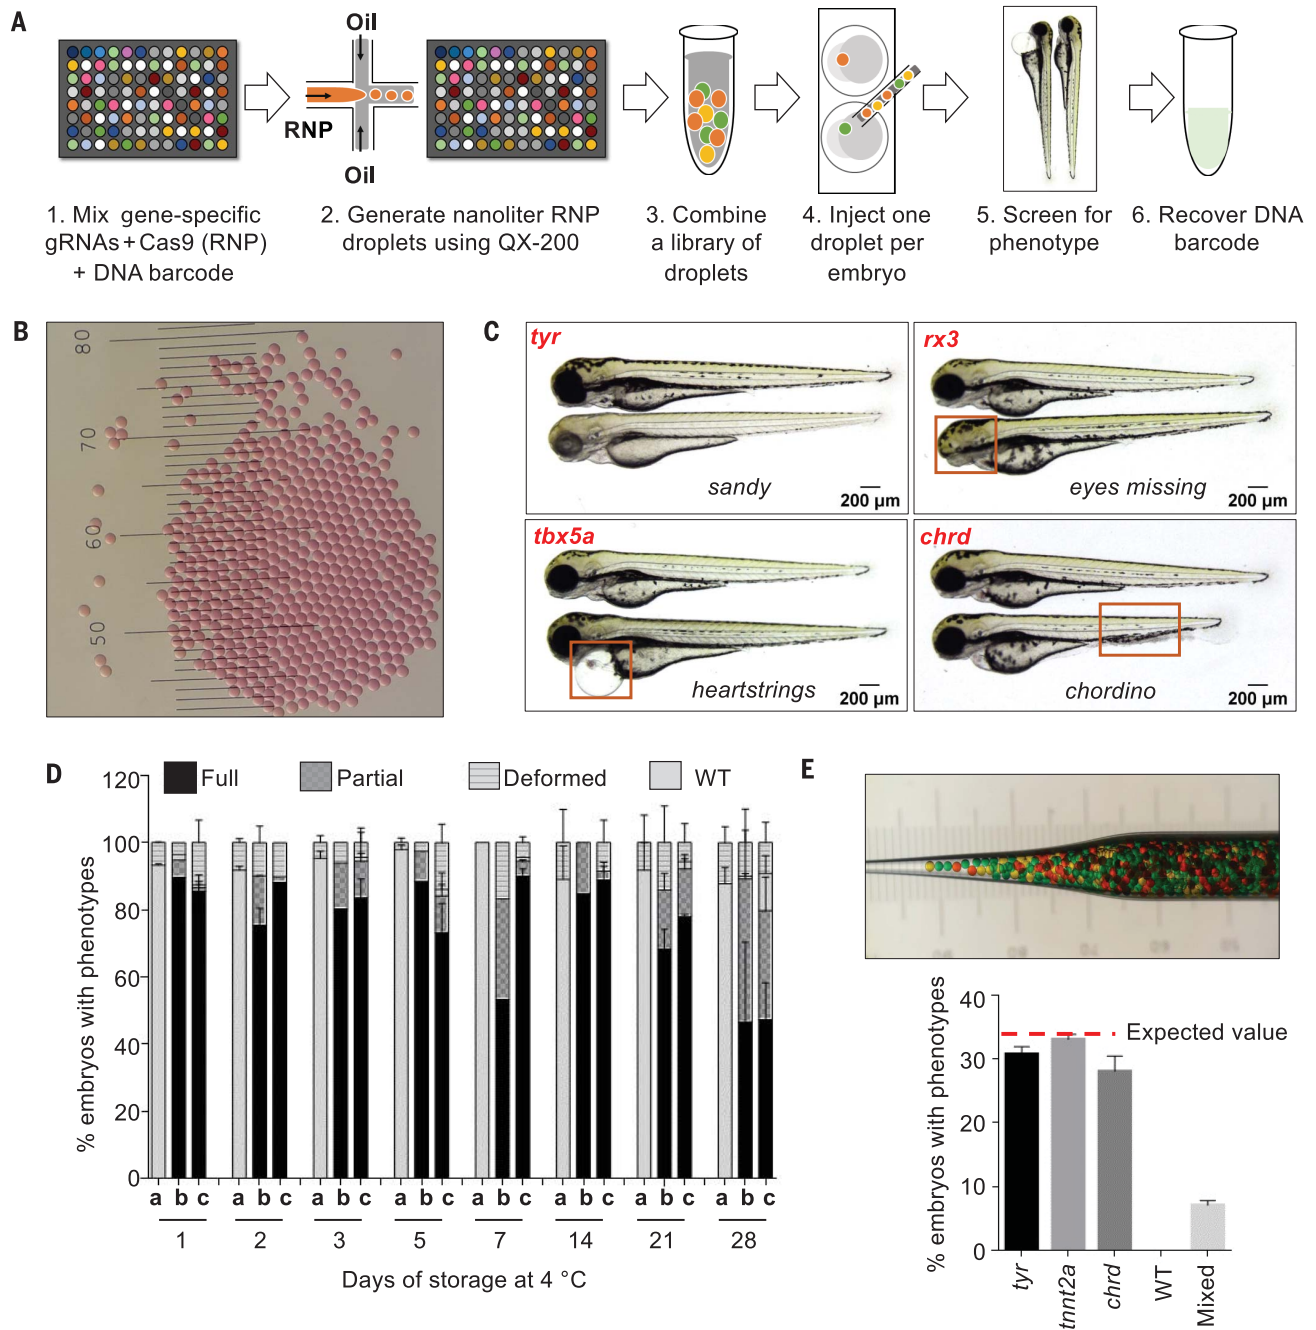 A
Oil
RNP
Oil
1. Mix gene-specific
gRNAs + Cas9 (RNP)
+ DNA barcode
2. Generate nanoliter RNP
droplets using QX-200
3. Combine
a library of
droplets
4. Inject one
droplet per
embryo
5. Screen for
phenotype
6. Recover DNA
barcode
B
80
70
60
50
C
tyr
sandy
200 µm
rx3
eyes missing
200 µm
tbx5a
heartstrings
200 µm
chrd
chordino
200 µm
D
Full
Partial
Deformed
WT
% embryos with phenotypes
120
100
80
60
40
20
0
a b c a b c a b c a b c a b c a b c a b c a b c
1 2 3 5 7 14 21 28
Days of storage at 4 °C
E
% embryos with phenotypes
40
30
20
10
0
Expected value
tyr
tnnt2a
chrd
WT
Mixed